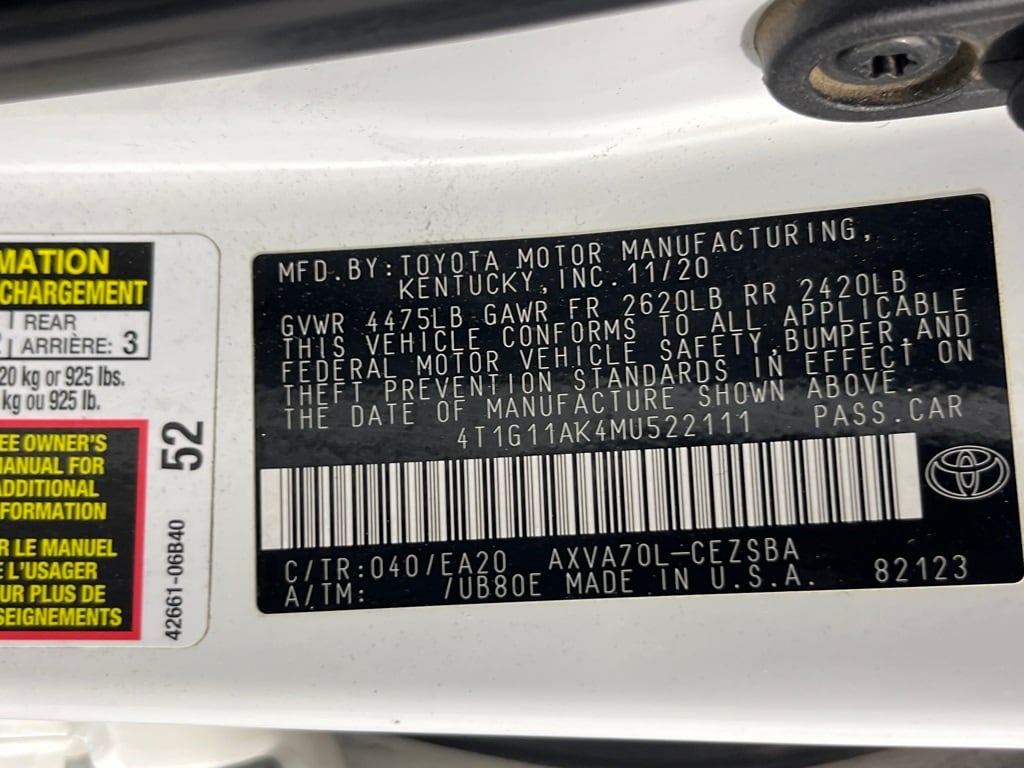 MATION
CHARGEMENT
REAR
ARRIÈRE: 3
20 kg or 925 lbs.
kg ou 925 lb.
EE OWNER'S
MANUAL FOR
ADDITIONAL
FORMATION
R LE MANUEL
E L'USAGER
UR PLUS DE
SEIGNEMENTS
52
42661-06B40
MFD.BY:TOYOTA MOTOR MANUFACTURING,
KENTUCKY,INC.11/20
GVWR 4475LB GAWR FR 2620LB RR 2420LB
THIS VEHICLE CONFORMS TO ALL APPLICABLE
FEDERAL MOTOR VEHICLE SAFETY,BUMPER,AND
THEFT PREVENTION STANDARDS IN EFFECT ON
THE DATE OF MANUFACTURE SHOWN ABOVE.
4T1G11AK4MU522111 PASS.CAR
C/TR:040/EA20 AXVA70L-CEZSBA
A/TM: /UB80E MADE IN U.S.A. 82123